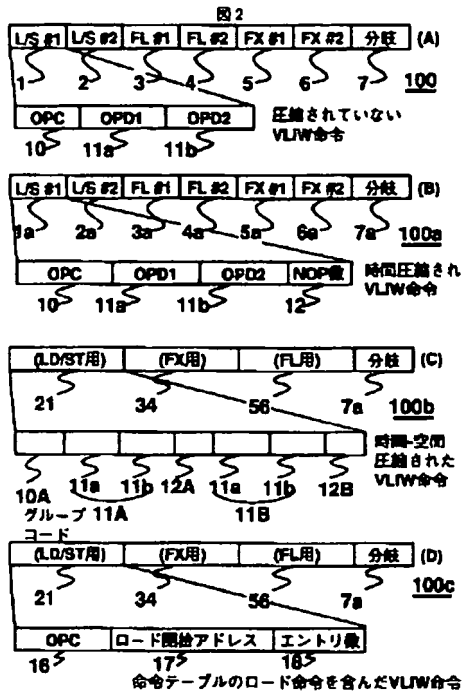 図2
L/S #1 L/S #2 FL #1 FL #2 FX #1 FX #2 分岐 (A)
1 2 3 4 5 6 7 100
OPC OPD1 OPD2
圧縮されていない
VLIW命令
10 11a 11b
L/S #1 L/S #2 FL #1 FL #2 FX #1 FX #2 分岐 (B)
1a 2a 3a 4a 5a 6a 7a 100a
OPC OPD1 OPD2 NOP数
時間圧縮され
VLIW命令
10 11a 11b 12
(LD/ST用) (FX用) (FL用) 分岐 (C)
21 34 56 7a 100b
時間-空間
圧縮された
VLIW命令
10A 11a 11b 12A 11a 11b 12B
グループ 11A 11B
コード
(LD/ST用) (FX用) (FL用) 分岐 (D)
21 34 56 7a 100c
OPC ロード開始アドレス エントリ数
16 17 18
命令テーブルのロード命令を含んだVLIW命令